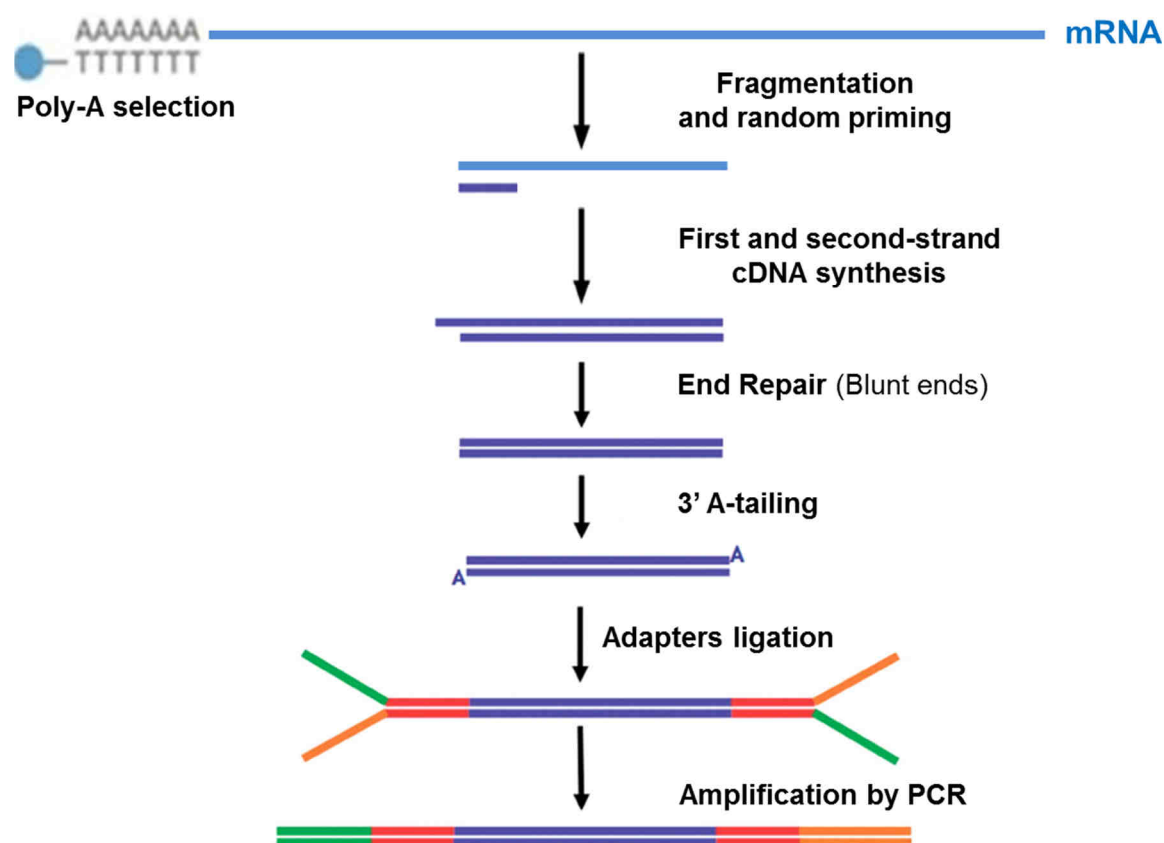 AAAAAAA
mRNA
TTTTTTT
Poly-A selection
Fragmentation
and random priming
First and second-strand
cDNA synthesis
End Repair (Blunt ends)
3’ A-tailing
A
A
Adapters ligation
Amplification by PCR